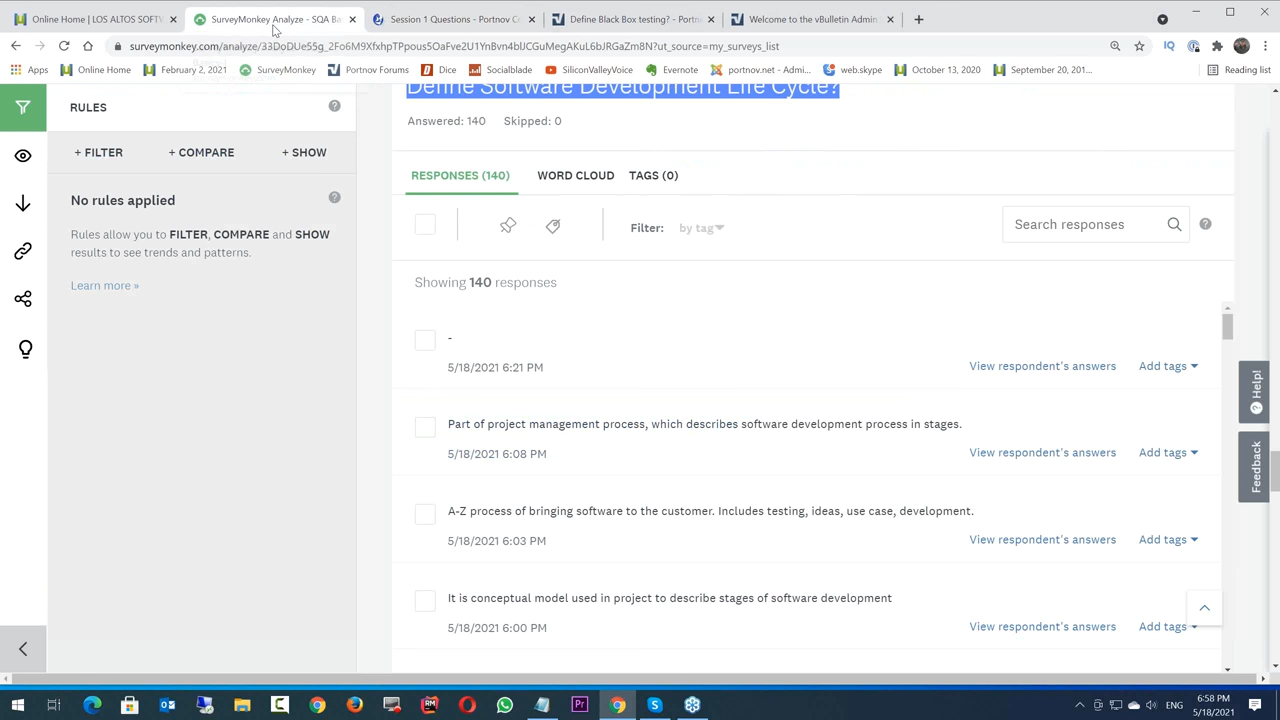 Online Home | LOS ALTOS SOFTW
SurveyMonkey Analyze - SQA Ba
Session 1 Questions - Portnov Co
Define Black Box testing? - Portn
Welcome to the vBulletin Admin
surveymonkey.com/analyze/33DoDUe55g_2Fo6M9XfxhpTPpous5OaFve2U1YnBvn4bUCGuMegAKuL6bJRGaZm8N?ut_source=my_surveys_list
Apps
Online Home
February 2, 2021
SurveyMonkey
Portnov Forums
Dice
Socialblade
SiliconValleyVoice
Evernote
portnov.net - Admi...
web.skype
October 13, 2020
September 20, 201...
Reading list
RULES
+ FILTER
+ COMPARE
+ SHOW
No rules applied
Rules allow you to FILTER, COMPARE and SHOW
results to see trends and patterns.
Learn more »
Define Software Development Life Cycle?
Answered: 140 Skipped: 0
RESPONSES (140)
WORD CLOUD
TAGS (0)
Filter: by tag
Search responses
Showing 140 responses
-
5/18/2021 6:21 PM
View respondent's answers
Add tags
Part of project management process, which describes software development process in stages.
5/18/2021 6:08 PM
View respondent's answers
Add tags
A-Z process of bringing software to the customer. Includes testing, ideas, use case, development.
5/18/2021 6:03 PM
View respondent's answers
Add tags
It is conceptual model used in project to describe stages of software development
5/18/2021 6:00 PM
View respondent's answers
Add tags
Help!
Feedback
ENG
6:58 PM
5/18/2021